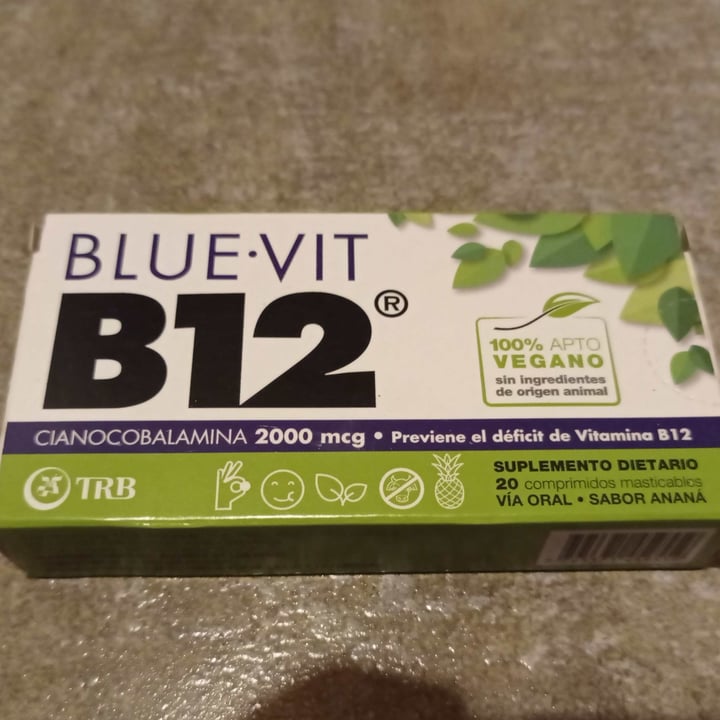 BLUE·VIT
B12®
100% APTO
VEGANO
sin ingredientes
de origen animal
CIANOCOBALAMINA 2000 mcg • Previene el déficit de Vitamina B12
TRB
SUPLEMENTO DIETARIO
20 comprimidos masticables
VÍA ORAL • SABOR ANANÁ